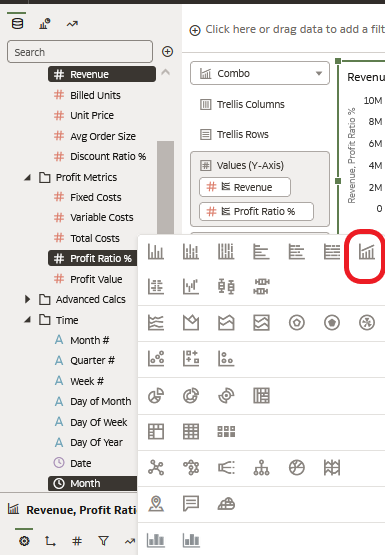 Click here or drag data to add a filt
Search
Revenue
Billed Units
Unit Price
Avg Order Size
Discount Ratio %
Profit Metrics
Fixed Costs
Variable Costs
Total Costs
Profit Ratio %
Profit Value
Advanced Calcs
Time
Month #
Quarter #
Week #
Day of Month
Day Of Week
Day Of Year
Date
Month
Revenue, Profit Rati
Combo
Trellis Columns
Trellis Rows
Values (Y-Axis)
Revenue
Profit Ratio %
Revenu
Revenue, Profit Ratio %
10M
8M
6M
4M
2M
0